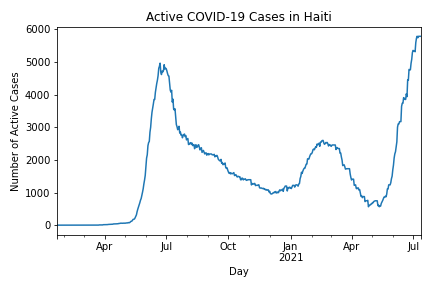 Active COVID-19 Cases in Haiti
Number of Active Cases
6000
5000
4000
3000
2000
1000
0
Apr
Jul
Oct
Jan
2021
Apr
Jul
Day